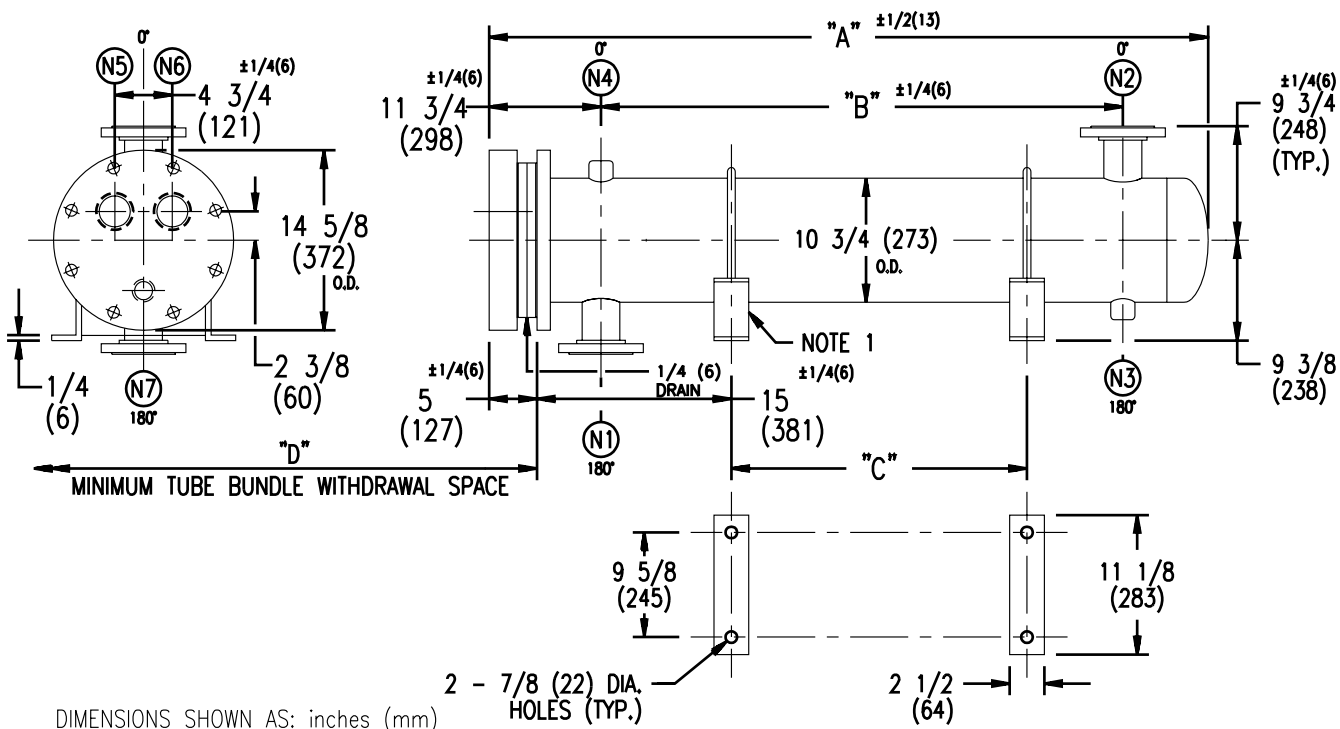 0°
N5
N6
±1/4(6)
4 3/4
(121)
14 5/8
(372)
O.D.
2 3/8
(60)
1/4
(6)
N7
180°
"D"
MINIMUM TUBE BUNDLE WITHDRAWAL SPACE
"A" ±1/2(13)
0°
N4
0°
N2
±1/4(6)
11 3/4
(298)
"B" ±1/4(6)
±1/4(6)
9 3/4
(248)
(TYP.)
10 3/4 (273)
O.D.
NOTE 1
±1/4(6)
5
(127)
1/4 (6)
DRAIN
±1/4(6)
15
(381)
N1
180°
N3
180°
9 3/8
(238)
"C"
9 5/8
(245)
11 1/8
(283)
2 - 7/8 (22) DIA.
HOLES (TYP.)
2 1/2
(64)
DIMENSIONS SHOWN AS: inches (mm)